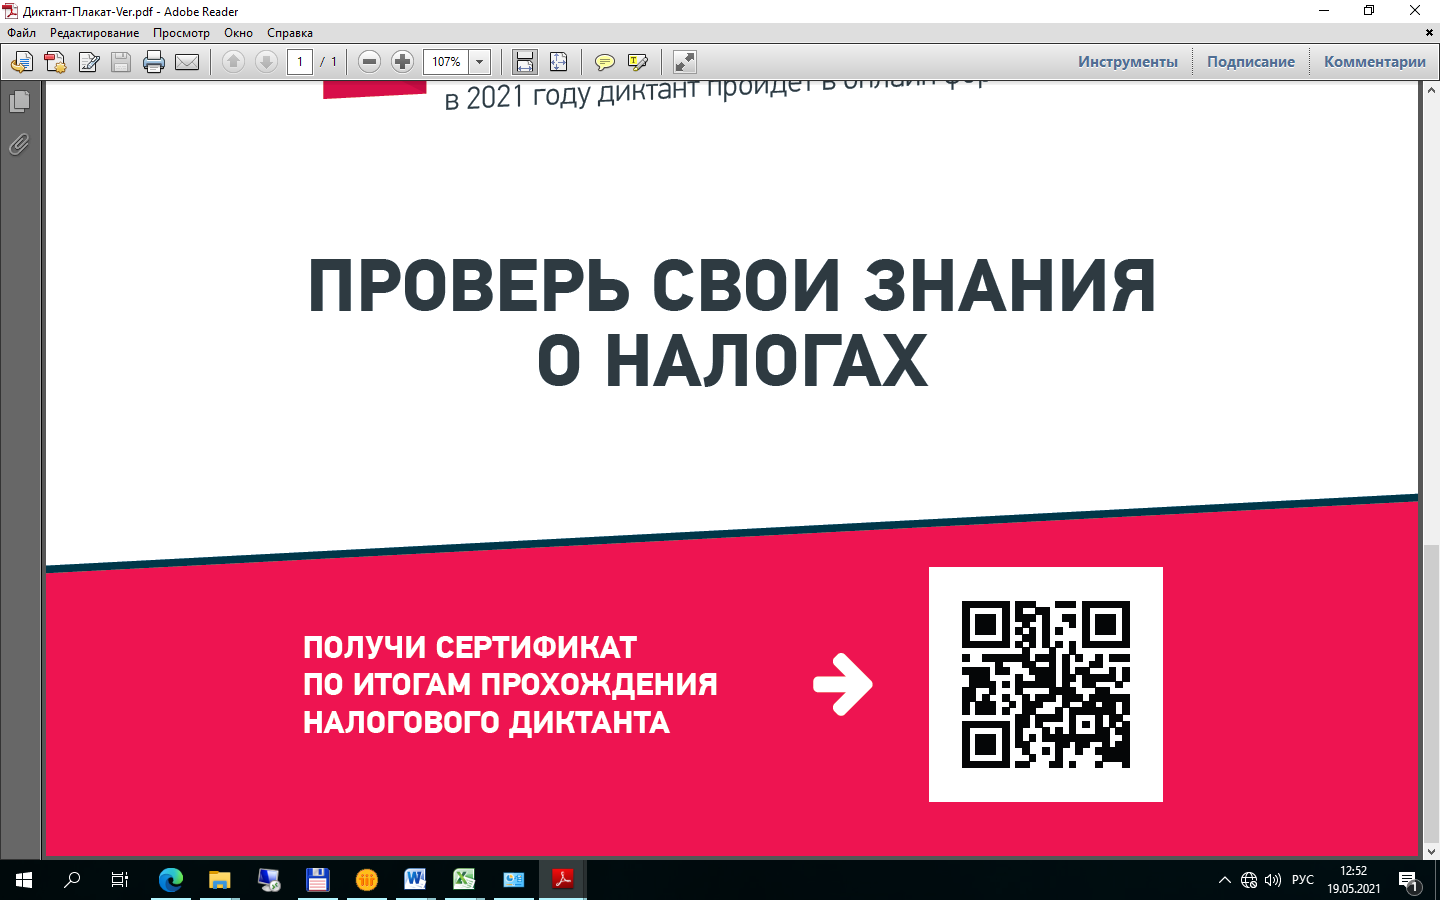 Диктант-Плакат-Ver.pdf - Adobe Reader
Файл Редактирование Просмотр Окно Справка
1 / 1 107% Инструменты Подписание Комментарии
в 2021 году диктант пройдет в онлайн
ПРОВЕРЬ СВОИ ЗНАНИЯ
О НАЛОГАХ
ПОЛУЧИ СЕРТИФИКАТ
ПО ИТОГАМ ПРОХОЖДЕНИЯ
НАЛОГОВОГО ДИКТАНТА
РУС
12:52
19.05.2021
1